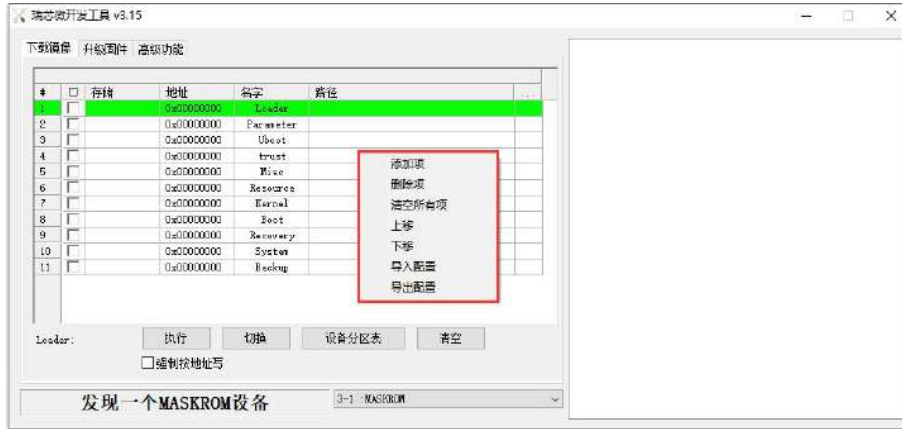 瑞芯微开发工具 v3.15
下载镜像 升级固件 高级功能
# 存储 地址 名字 路径 ...
1 0x00000000 Loader
2 0x00000000 Parameter
3 0x00000000 Uboot
4 0x00000000 trust
5 0x00000000 Misc
6 0x00000000 Resource
7 0x00000000 Kernel
8 0x00000000 Boot
9 0x00000000 Recovery
10 0x00000000 System
11 0x00000000 Backup
添加项
删除项
清空所有项
上移
下移
导入配置
导出配置
Loader: 执行 切换 设备分区表 清空
强制按地址写
发现一个MASKROM设备 3-1 :MASKROM